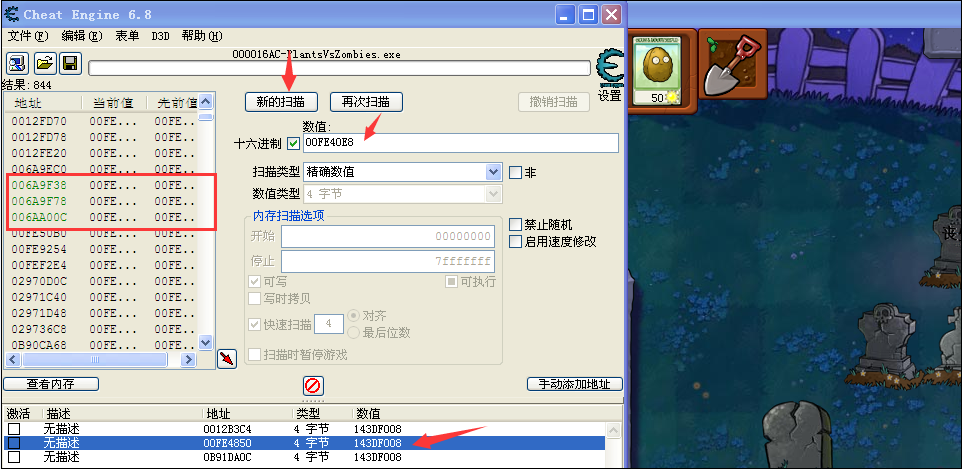 Cheat Engine 6.8
文件(F) 编辑(E) 表单 D3D 帮助(H)
000016AC-PlantsVsZombies.exe
结果: 844
设置
地址 当前值 先前值
0012FD70 00FE... 00FE..
0012FD78 00FE... 00FE..
0012FE20 00FE... 00FE..
006A9EC0 00FE... 00FE..
006A9F38 00FE... 00FE..
006A9F78 00FE... 00FE..
006AA00C 00FE... 00FE..
00FE50B0 00FE... 00FE..
00FE9254 00FE... 00FE..
00FEF2E4 00FE... 00FE..
02970D0C 00FE... 00FE..
02971C40 00FE... 00FE..
02971D48 00FE... 00FE..
029736C8 00FE... 00FE..
0B90CA68 00FE... 00FE..
新的扫描 再次扫描 撤销扫描
数值:
十六进制 00FE40E8
扫描类型 精确数值 非
数值类型 4 字节
内存扫描选项
开始 00000000
停止 7fffffff
可写 可执行
写时拷贝
快速扫描 4 对齐
最后位数
扫描时暂停游戏
禁止随机
启用速度修改
查看内存 手动添加地址
激活 描述 地址 类型 数值
无描述 0012B3C4 4 字节 143DF008
无描述 00FE4850 4 字节 143DF008
无描述 0B91DA0C 4 字节 143DF008
50